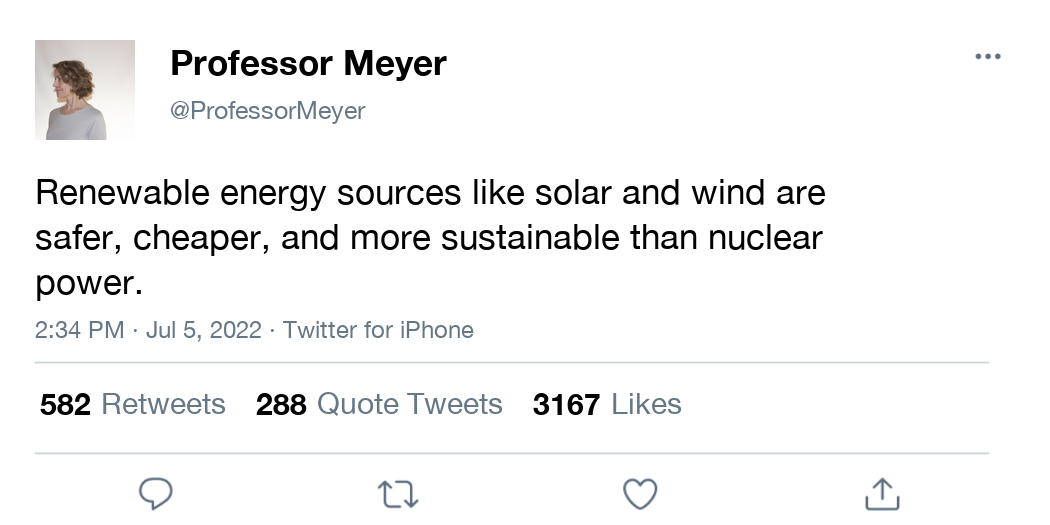 Professor Meyer
@ProfessorMeyer
Renewable energy sources like solar and wind are
safer, cheaper, and more sustainable than nuclear
power.
2:34 PM · Jul 5, 2022 · Twitter for iPhone
582 Retweets 288 Quote Tweets 3167 Likes